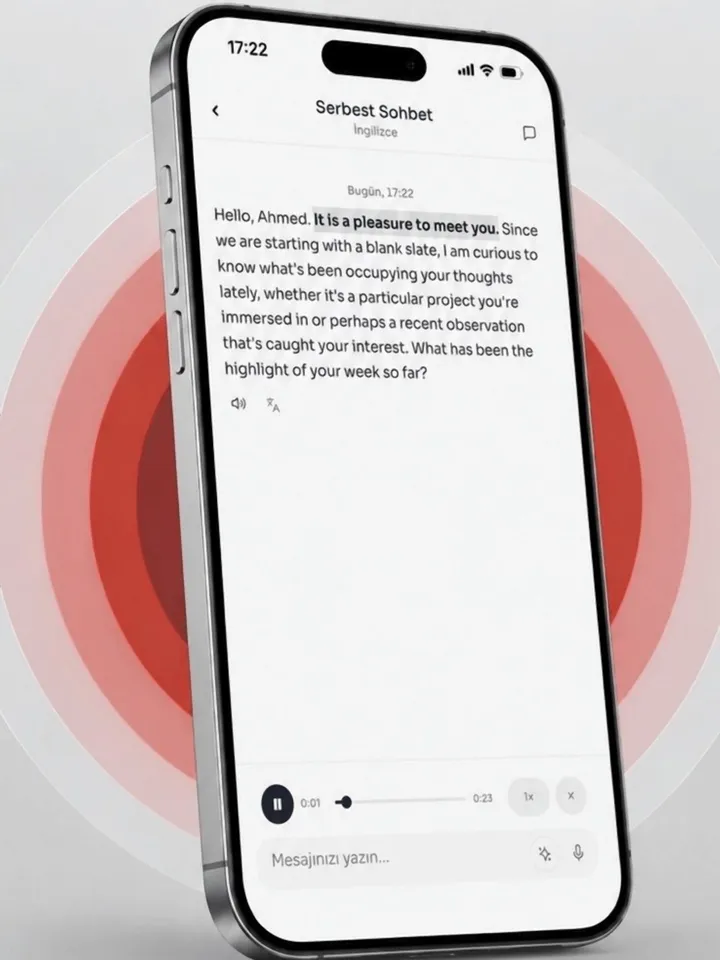 17:22
Serbest Sohbet
İngilizce
Bugün, 17:22
Hello, Ahmed. It is a pleasure to meet you. Since
we are starting with a blank slate, I am curious to
know what's been occupying your thoughts
lately, whether it's a particular project you're
immersed in or perhaps a recent observation
that's caught your interest. What has been the
highlight of your week so far?
0:01
0:23
1x
Mesajınızı yazın...